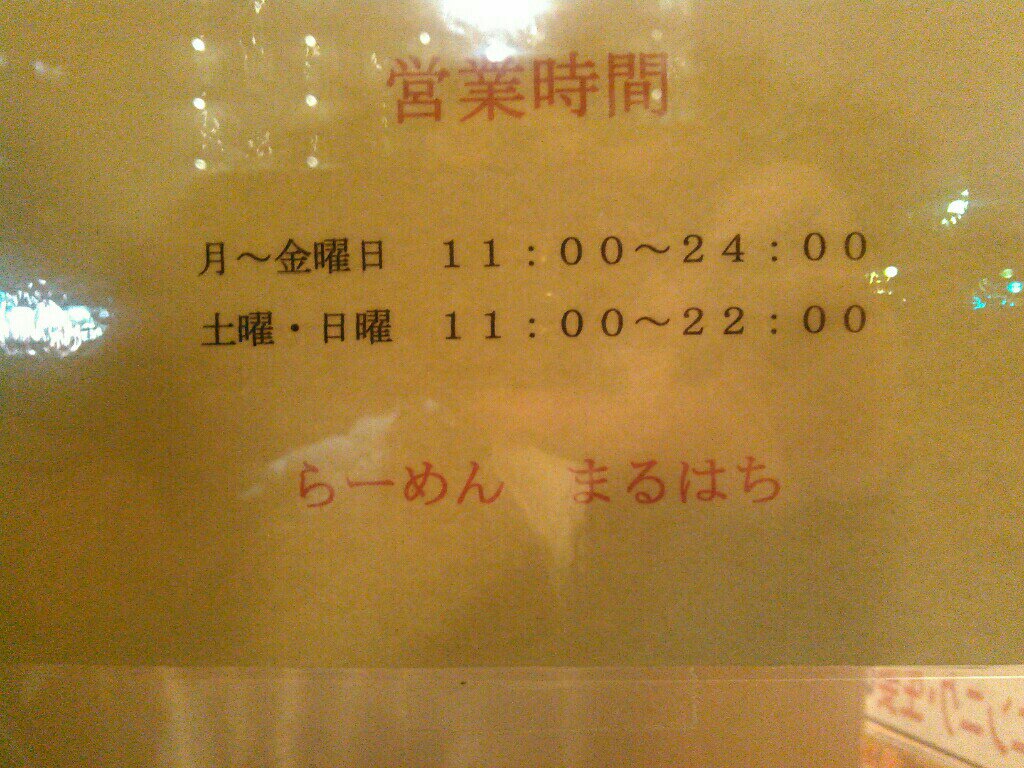 営業時間
月～金曜日　１１：００～２４：００
土曜・日曜　１１：００～２２：００
らーめん　まるはち